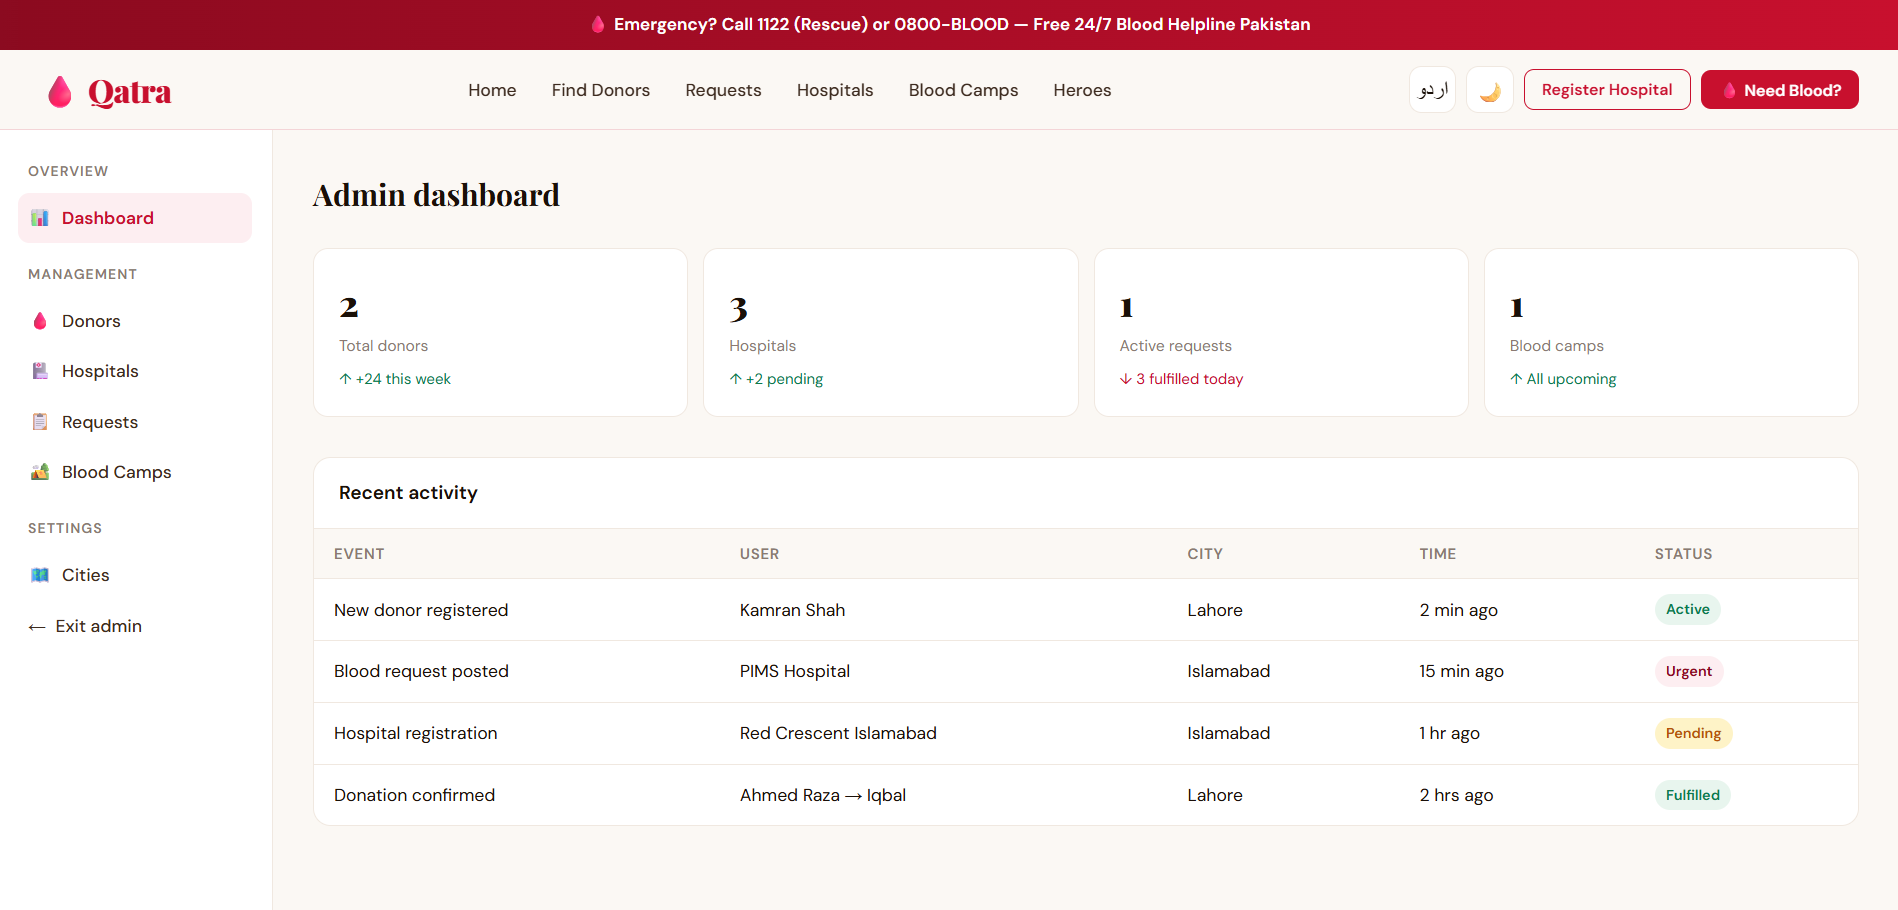 Emergency? Call 1122 (Rescue) or 0800-BLOOD — Free 24/7 Blood Helpline Pakistan
Qatra
Home
Find Donors
Requests
Hospitals
Blood Camps
Heroes
اردو
Register Hospital
Need Blood?
OVERVIEW
Dashboard
MANAGEMENT
Donors
Hospitals
Requests
Blood Camps
SETTINGS
Cities
← Exit admin
Admin dashboard
2
Total donors
↑ +24 this week
3
Hospitals
↑ +2 pending
1
Active requests
↓ 3 fulfilled today
1
Blood camps
↑ All upcoming
Recent activity
EVENT USER CITY TIME STATUS
New donor registered Kamran Shah Lahore 2 min ago Active
Blood request posted PIMS Hospital Islamabad 15 min ago Urgent
Hospital registration Red Crescent Islamabad Islamabad 1 hr ago Pending
Donation confirmed Ahmed Raza → Iqbal Lahore 2 hrs ago Fulfilled